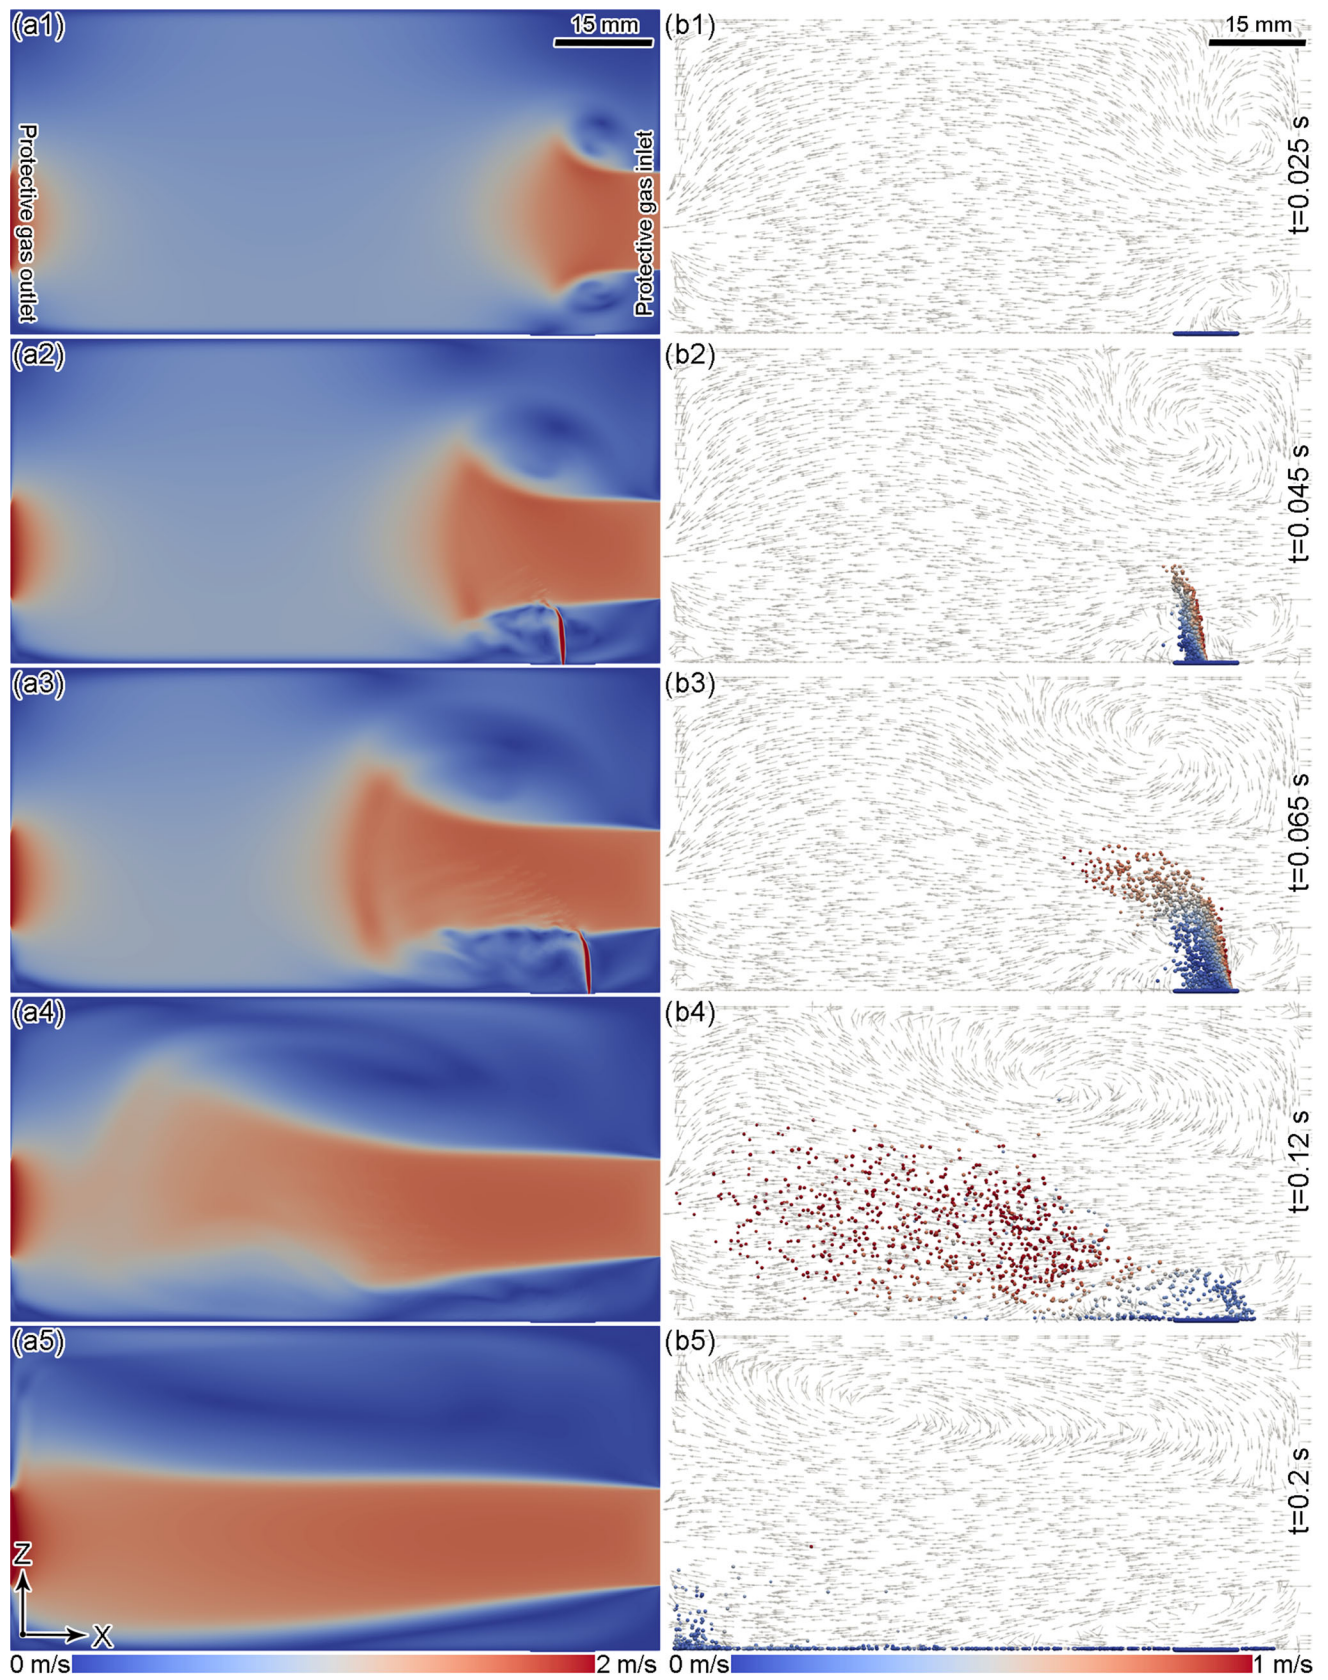 (a1)
15 mm
(b1)
15 mm
Protective gas outlet
Protective gas inlet
t=0.025 s
(a2)
(b2)
t=0.045 s
(a3)
(b3)
t=0.065 s
(a4)
(b4)
t=0.12 s
(a5)
(b5)
t=0.2 s
Z
X
0 m/s
2 m/s
0 m/s
1 m/s